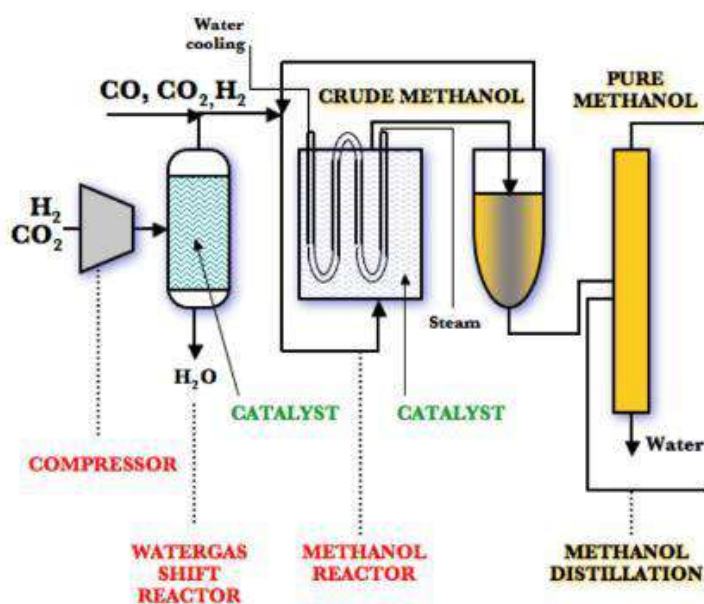 Water
cooling
CO, CO2, H2
CRUDE METHANOL
PURE
METHANOL
H2
CO2
Steam
H2O
CATALYST
CATALYST
Water
COMPRESSOR
WATERGAS
SHIFT
REACTOR
METHANOL
REACTOR
METHANOL
DISTILLATION